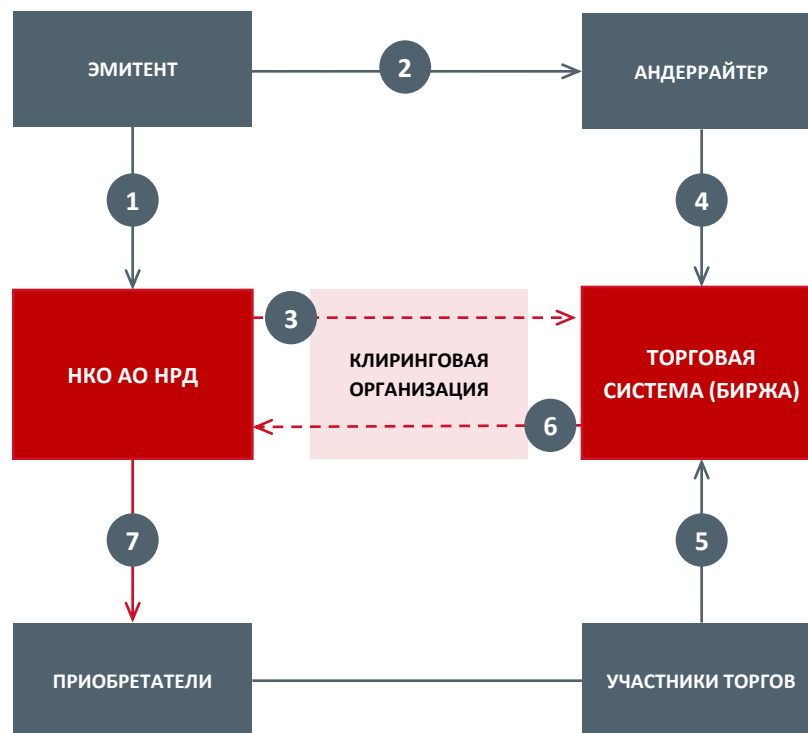 ЭМИТЕНТ
2
АНДЕРРАЙТЕР
1
4
НКО АО НРД
3
КЛИРИНГОВАЯ
ОРГАНИЗАЦИЯ
6
ТОРГОВАЯ
СИСТЕМА (БИРЖА)
7
5
ПРИОБРЕТАТЕЛИ
УЧАСТНИКИ ТОРГОВ